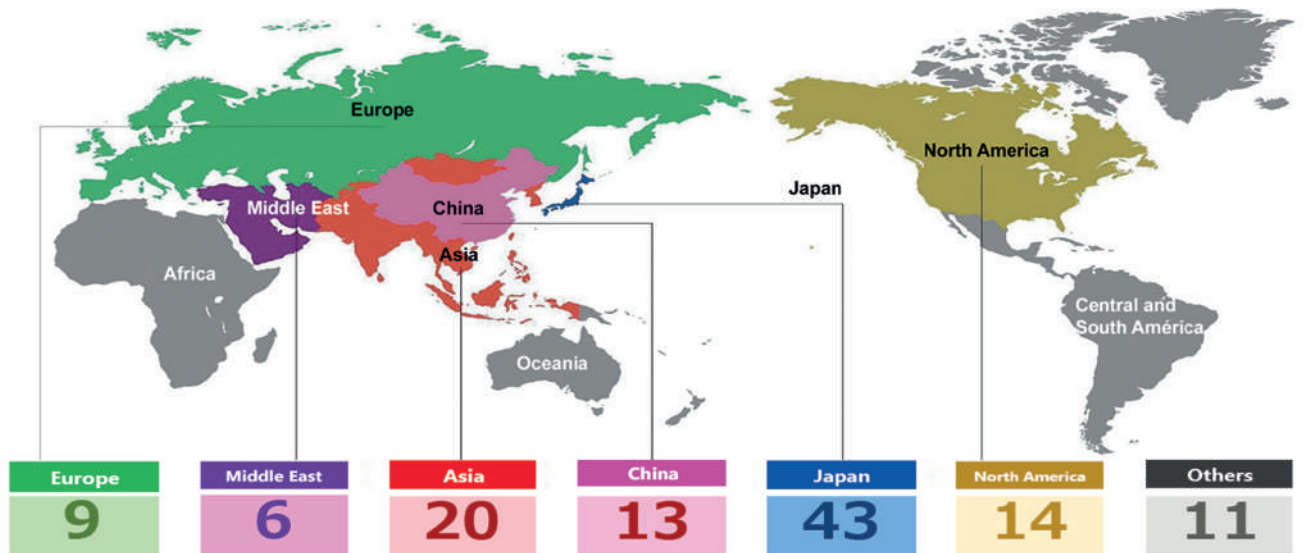 Europe
North America
Japan
Middle East
China
Asia
Africa
Central and
South América
Oceania
Europe
Middle East
Asia
China
Japan
North America
Others
9
6
20
13
43
14
11